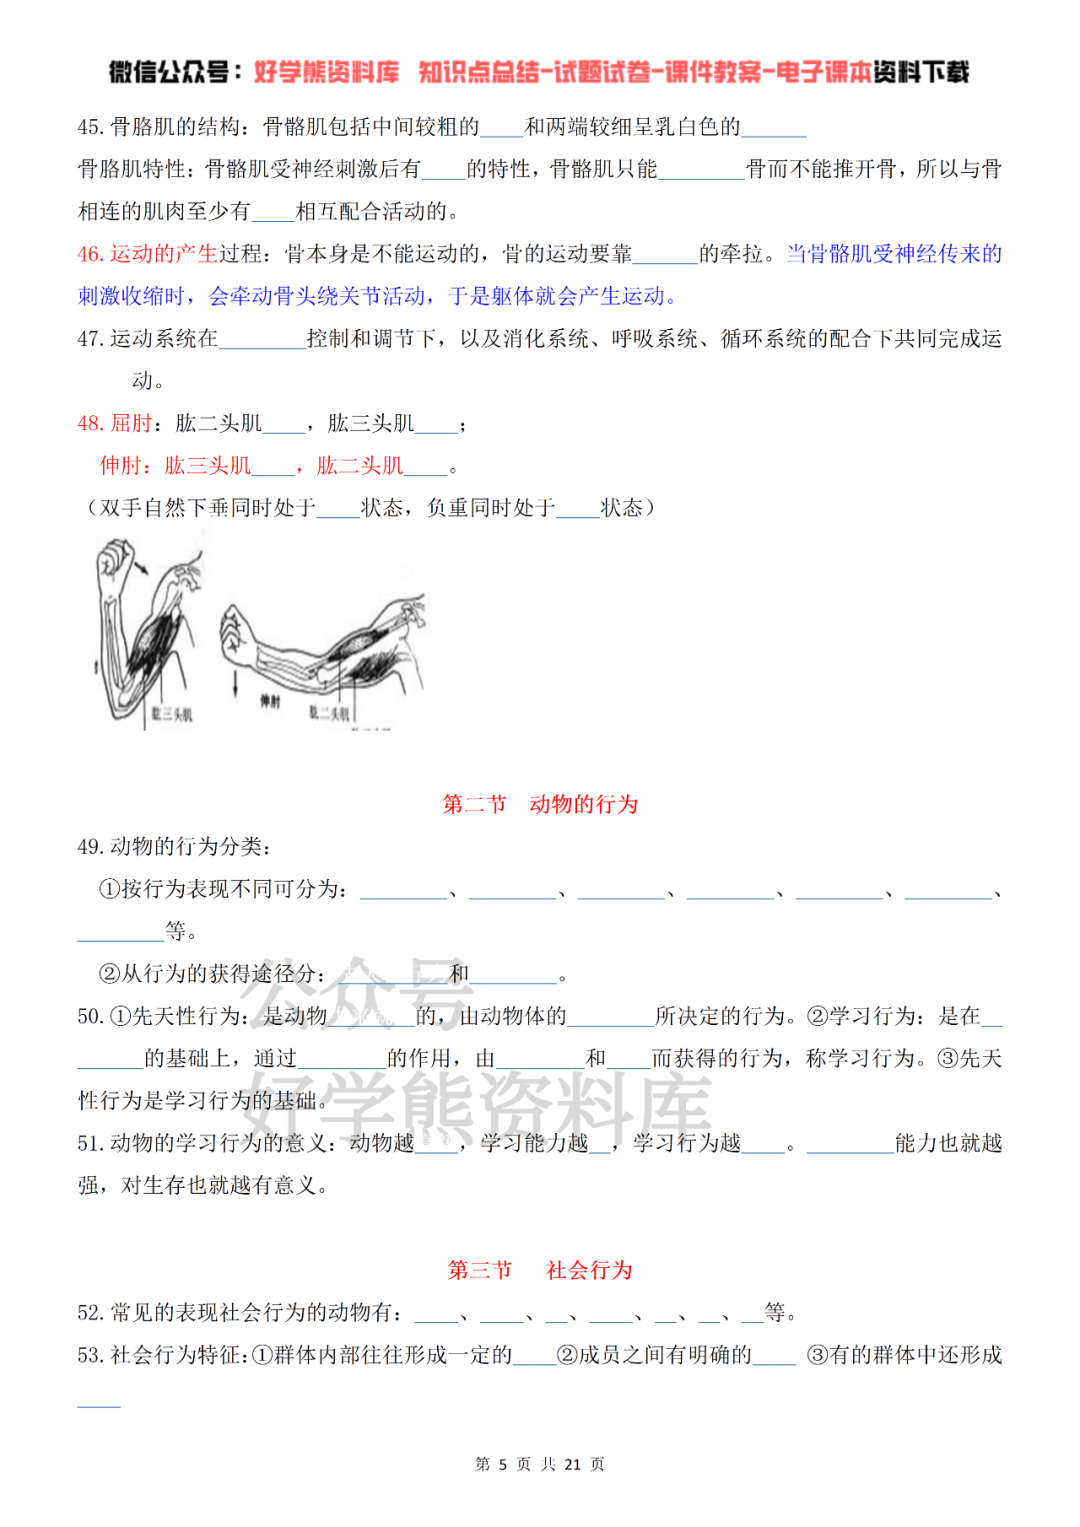 微信公众号：好学熊资料库 知识点总结-试题试卷-课件教案-电子课本资料下载
45.骨胳肌的结构：骨骼肌包括中间较粗的____和两端较细呈乳白色的______
骨胳肌特性：骨骼肌受神经刺激后有____的特性，骨骼肌只能________骨而不能推开骨，所以与骨
相连的肌肉至少有____相互配合活动的。
46.运动的产生过程：骨本身是不能运动的，骨的运动要靠______的牵拉。当骨骼肌受神经传来的
刺激收缩时，会牵动骨头绕关节活动，于是躯体就会产生运动。
47.运动系统在________控制和调节下，以及消化系统、呼吸系统、循环系统的配合下共同完成运
动。
48.屈肘：肱二头肌____，肱三头肌____；
伸肘：肱三头肌____，肱二头肌____。
（双手自然下垂同时处于____状态，负重同时处于____状态）
肱三头肌
伸肘
肱二头肌
第二节 动物的行为
49.动物的行为分类：
①按行为表现不同可分为：________、________、________、________、________、________、
________等。
②从行为的获得途径分：__________和________。
50.①先天性行为：是动物________的，由动物体的________所决定的行为。②学习行为：是在__
______的基础上，通过________的作用，由________和____而获得的行为，称学习行为。③先天
性行为是学习行为的基础。
51.动物的学习行为的意义：动物越____，学习能力越__，学习行为越____。________能力也就越
强，对生存也就越有意义。
公众号
好学熊资料库
第三节 社会行为
52.常见的表现社会行为的动物有：____、____、__、____、__、__、__等。
53.社会行为特征：①群体内部往往形成一定的____②成员之间有明确的____ ③有的群体中还形成
____
第 5 页 共 21 页